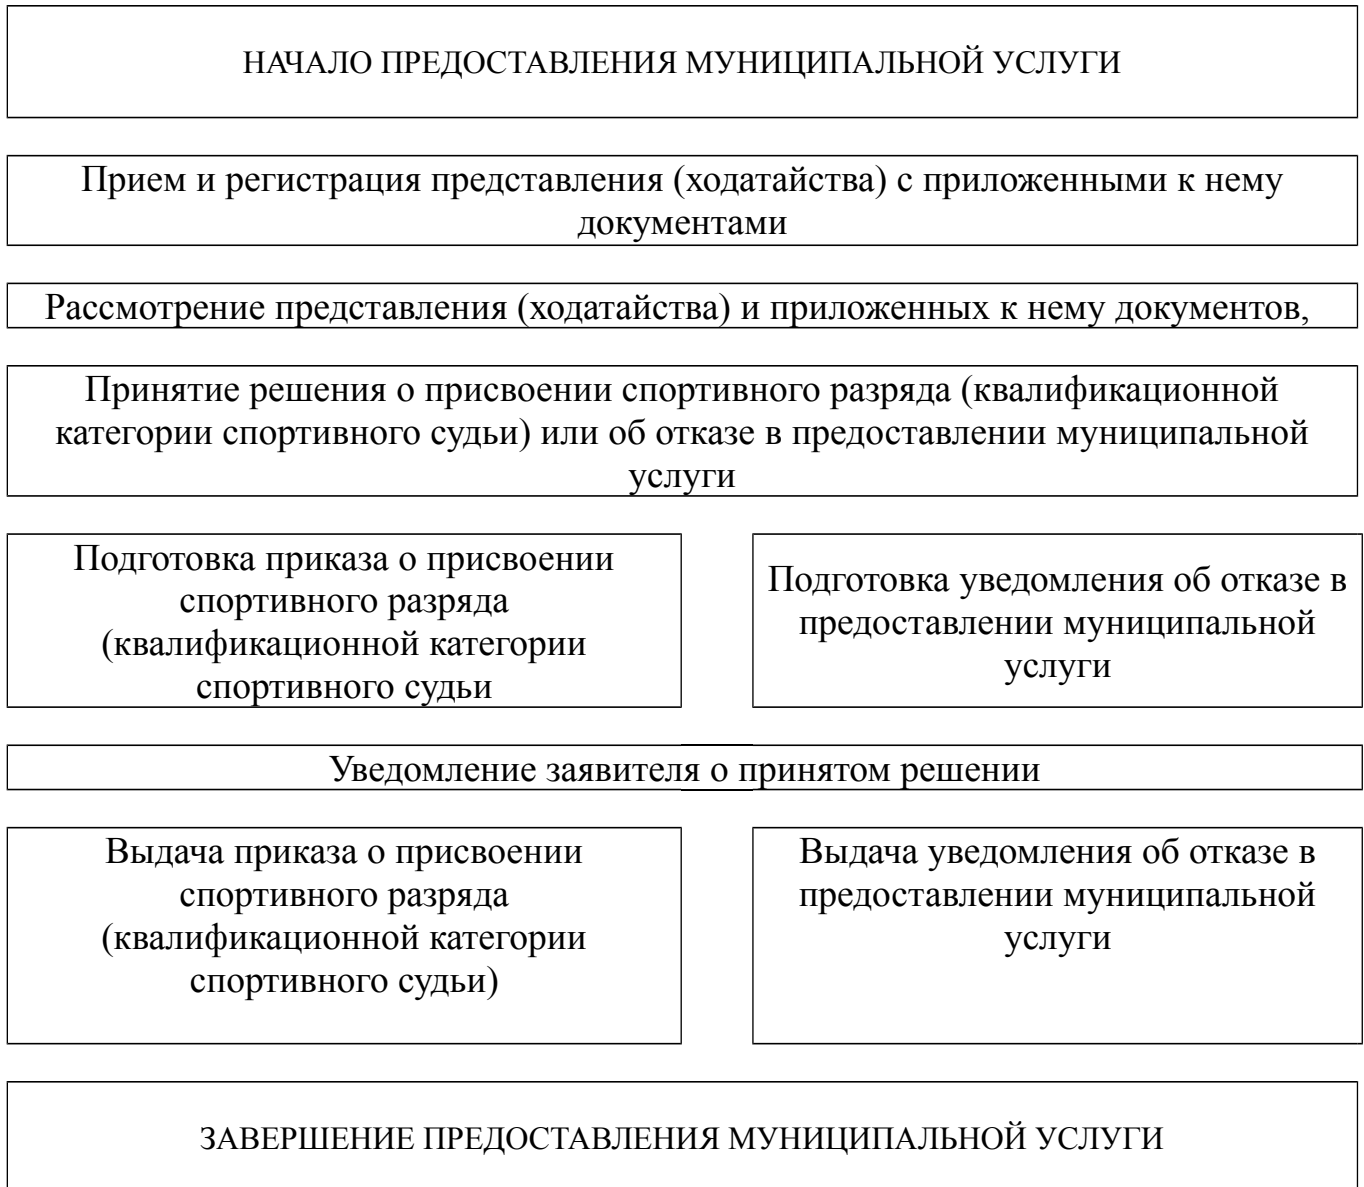 НАЧАЛО ПРЕДОСТАВЛЕНИЯ МУНИЦИПАЛЬНОЙ УСЛУГИ
Прием и регистрация представления (ходатайства) с приложенными к нему
документами
Рассмотрение представления (ходатайства) и приложенных к нему документов,
Принятие решения о присвоении спортивного разряда (квалификационной
категории спортивного судьи) или об отказе в предоставлении муниципальной
услуги
Подготовка приказа о присвоении
спортивного разряда
(квалификационной категории
спортивного судьи
Подготовка уведомления об отказе в
предоставлении муниципальной
услуги
Уведомление заявителя о принятом решении
Выдача приказа о присвоении
спортивного разряда
(квалификационной категории
спортивного судьи)
Выдача уведомления об отказе в
предоставлении муниципальной
услуги
ЗАВЕРШЕНИЕ ПРЕДОСТАВЛЕНИЯ МУНИЦИПАЛЬНОЙ УСЛУГИ